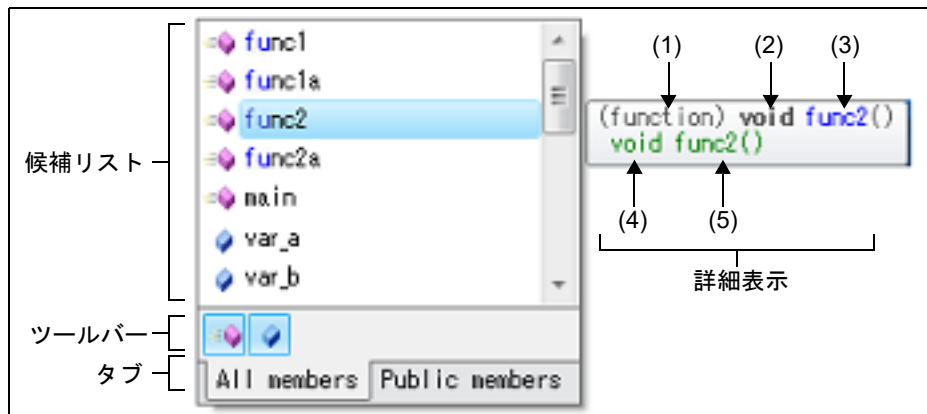 候補リスト
func1
func1a
func2
func2a
main
var_a
var_b
ツールバー
タブ
All members
Public members
(1)
(2)
(3)
(function) void func2()
void func2()
(4)
(5)
詳細表示